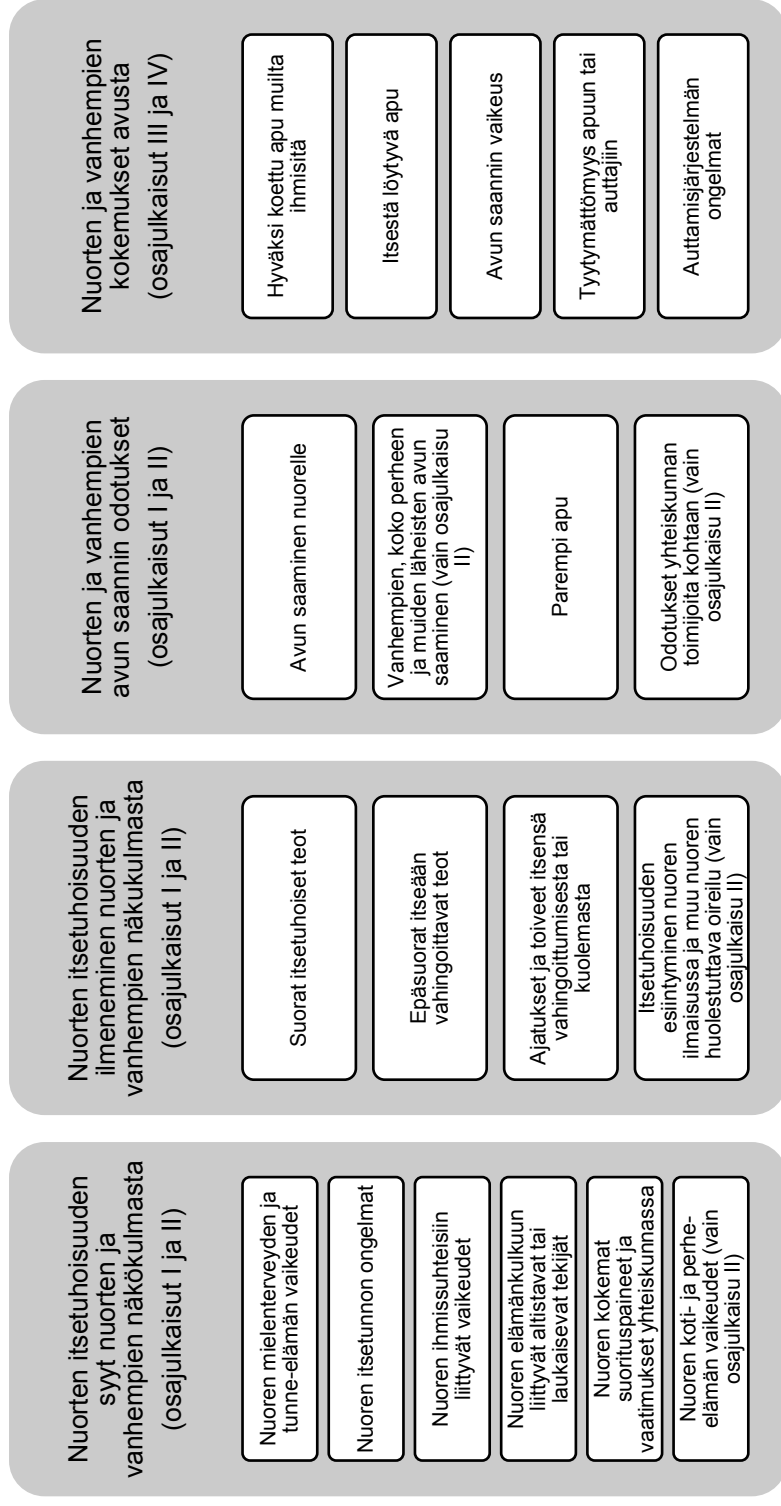 Nuorten itsetuhoisuuden
syyt nuorten ja
vanhempien näkökulmasta
(osajulkaisut I ja II)
Nuoren mielenterveyden ja
tunne-elämän vaikeudet
Nuoren itsetunnon ongelmat
Nuoren ihmissuhteisiin
liittyvät vaikeudet
Nuoren elämänkulkuun
liittyvät altistavat tai
laukaisevat tekijät
Nuoren kokemat
suorituspaineet ja
vaatimukset yhteiskunnassa
Nuoren koti- ja perhe-
elämän vaikeudet (vain
osajulkaisu II)
Nuorten itsetuhoisuuden
ilmeneminen nuorten ja
vanhempien näkukulmasta
(osajulkaisut I ja II)
Suorat itsetuhoiset teot
Epäsuorat itseään
vahingoittavat teot
Ajatukset ja toiveet itsensä
vahingoittumisesta tai
kuolemasta
Itsetuhoisuuden
esiintyminen nuoren
ilmaisussa ja muu nuoren
huolestuttava oireilu (vain
osajulkaisu II)
Nuorten ja vanhempien
avun saannin odotukset
(osajulkaisut I ja II)
Avun saaminen nuorelle
Vanhempien, koko perheen
ja muiden läheisten avun
saaminen (vain osajulkaisu
II)
Parempi apu
Odotukset yhteiskunnan
toimijoita kohtaan (vain
osajulkaisu II)
Nuorten ja vanhempien
kokemukset avusta
(osajulkaisut III ja IV)
Hyväksi koettu apu muilta
ihmisitä
Itsestä löytyvä apu
Avun saannin vaikeus
Tyytymättömyys apuun tai
auttajiin
Auttamisjärjestelmän
ongelmat